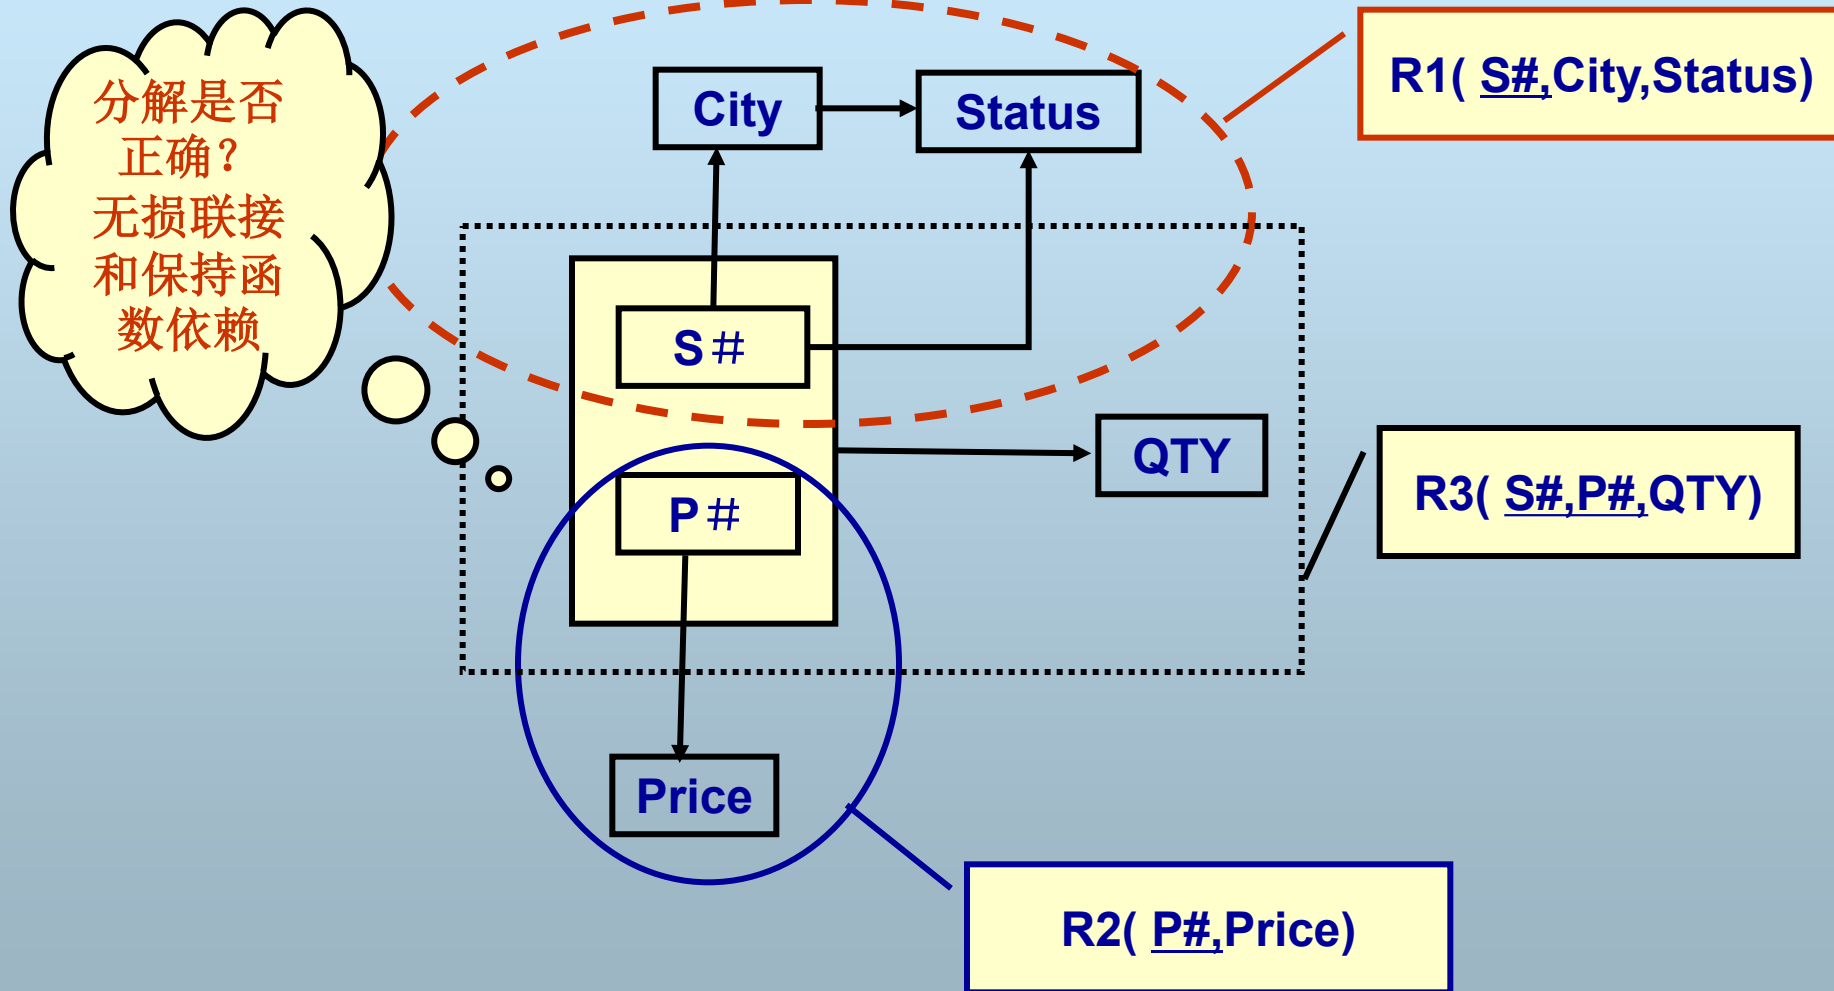 分解是否
正确？
无损联接
和保持函
数依赖
City
Status
R1( S#,City,Status)
S＃
QTY
P＃
R3( S#,P#,QTY)
Price
R2( P#,Price)